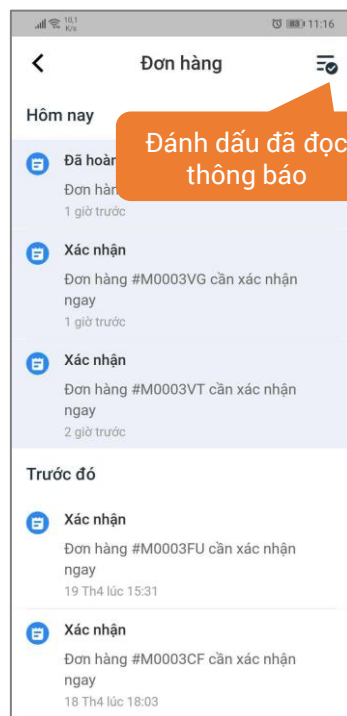 10,1
K/s
11:16
Đơn hàng
Hôm nay
Đánh dấu đã đọc
thông báo
Đơn
1 giờ trước
Xác nhận
Đơn hàng #M0003VG cần xác nhận
ngay
1 giờ trước
Xác nhận
Đơn hàng #M0003VT cần xác nhận
ngay
2 giờ trước
Trước đó
Xác nhận
Đơn hàng #M0003FU cần xác nhận
ngay
19 Th4 lúc 15:31
Xác nhận
Đơn hàng #M0003CF cần xác nhận
ngay
18 Th4 lúc 18:03